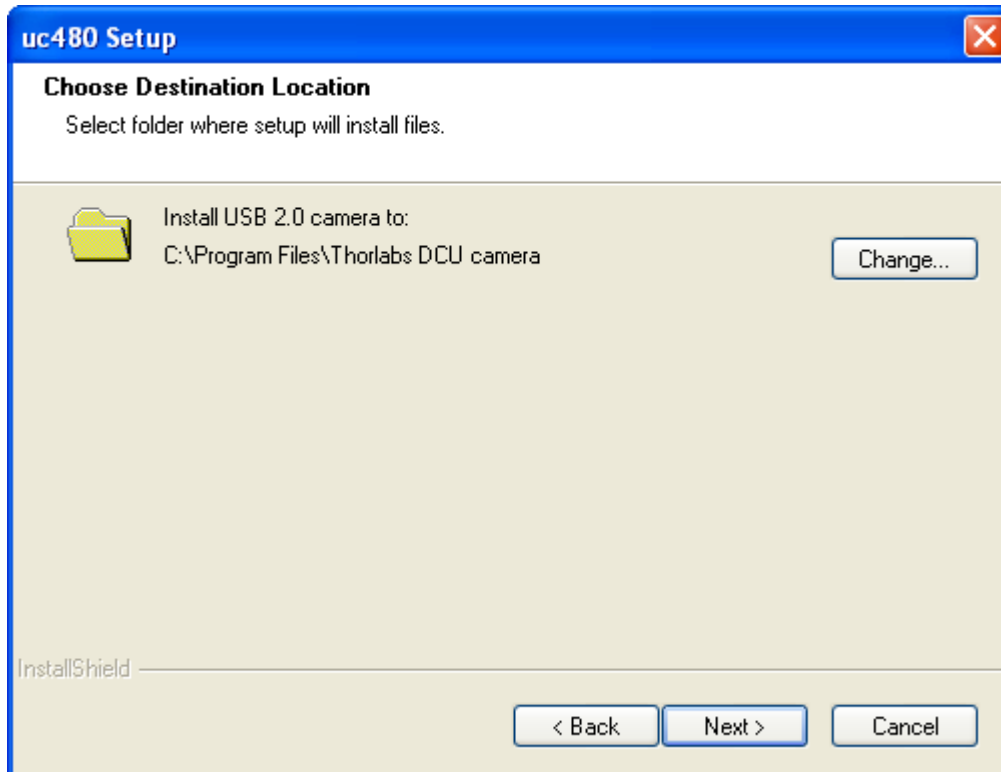 uc480 Setup
Choose Destination Location
Select folder where setup will install files.
Install USB 2.0 camera to:
C:\Program Files\Thorlabs DCU camera
Change...
InstallShield
< Back
Next >
Cancel